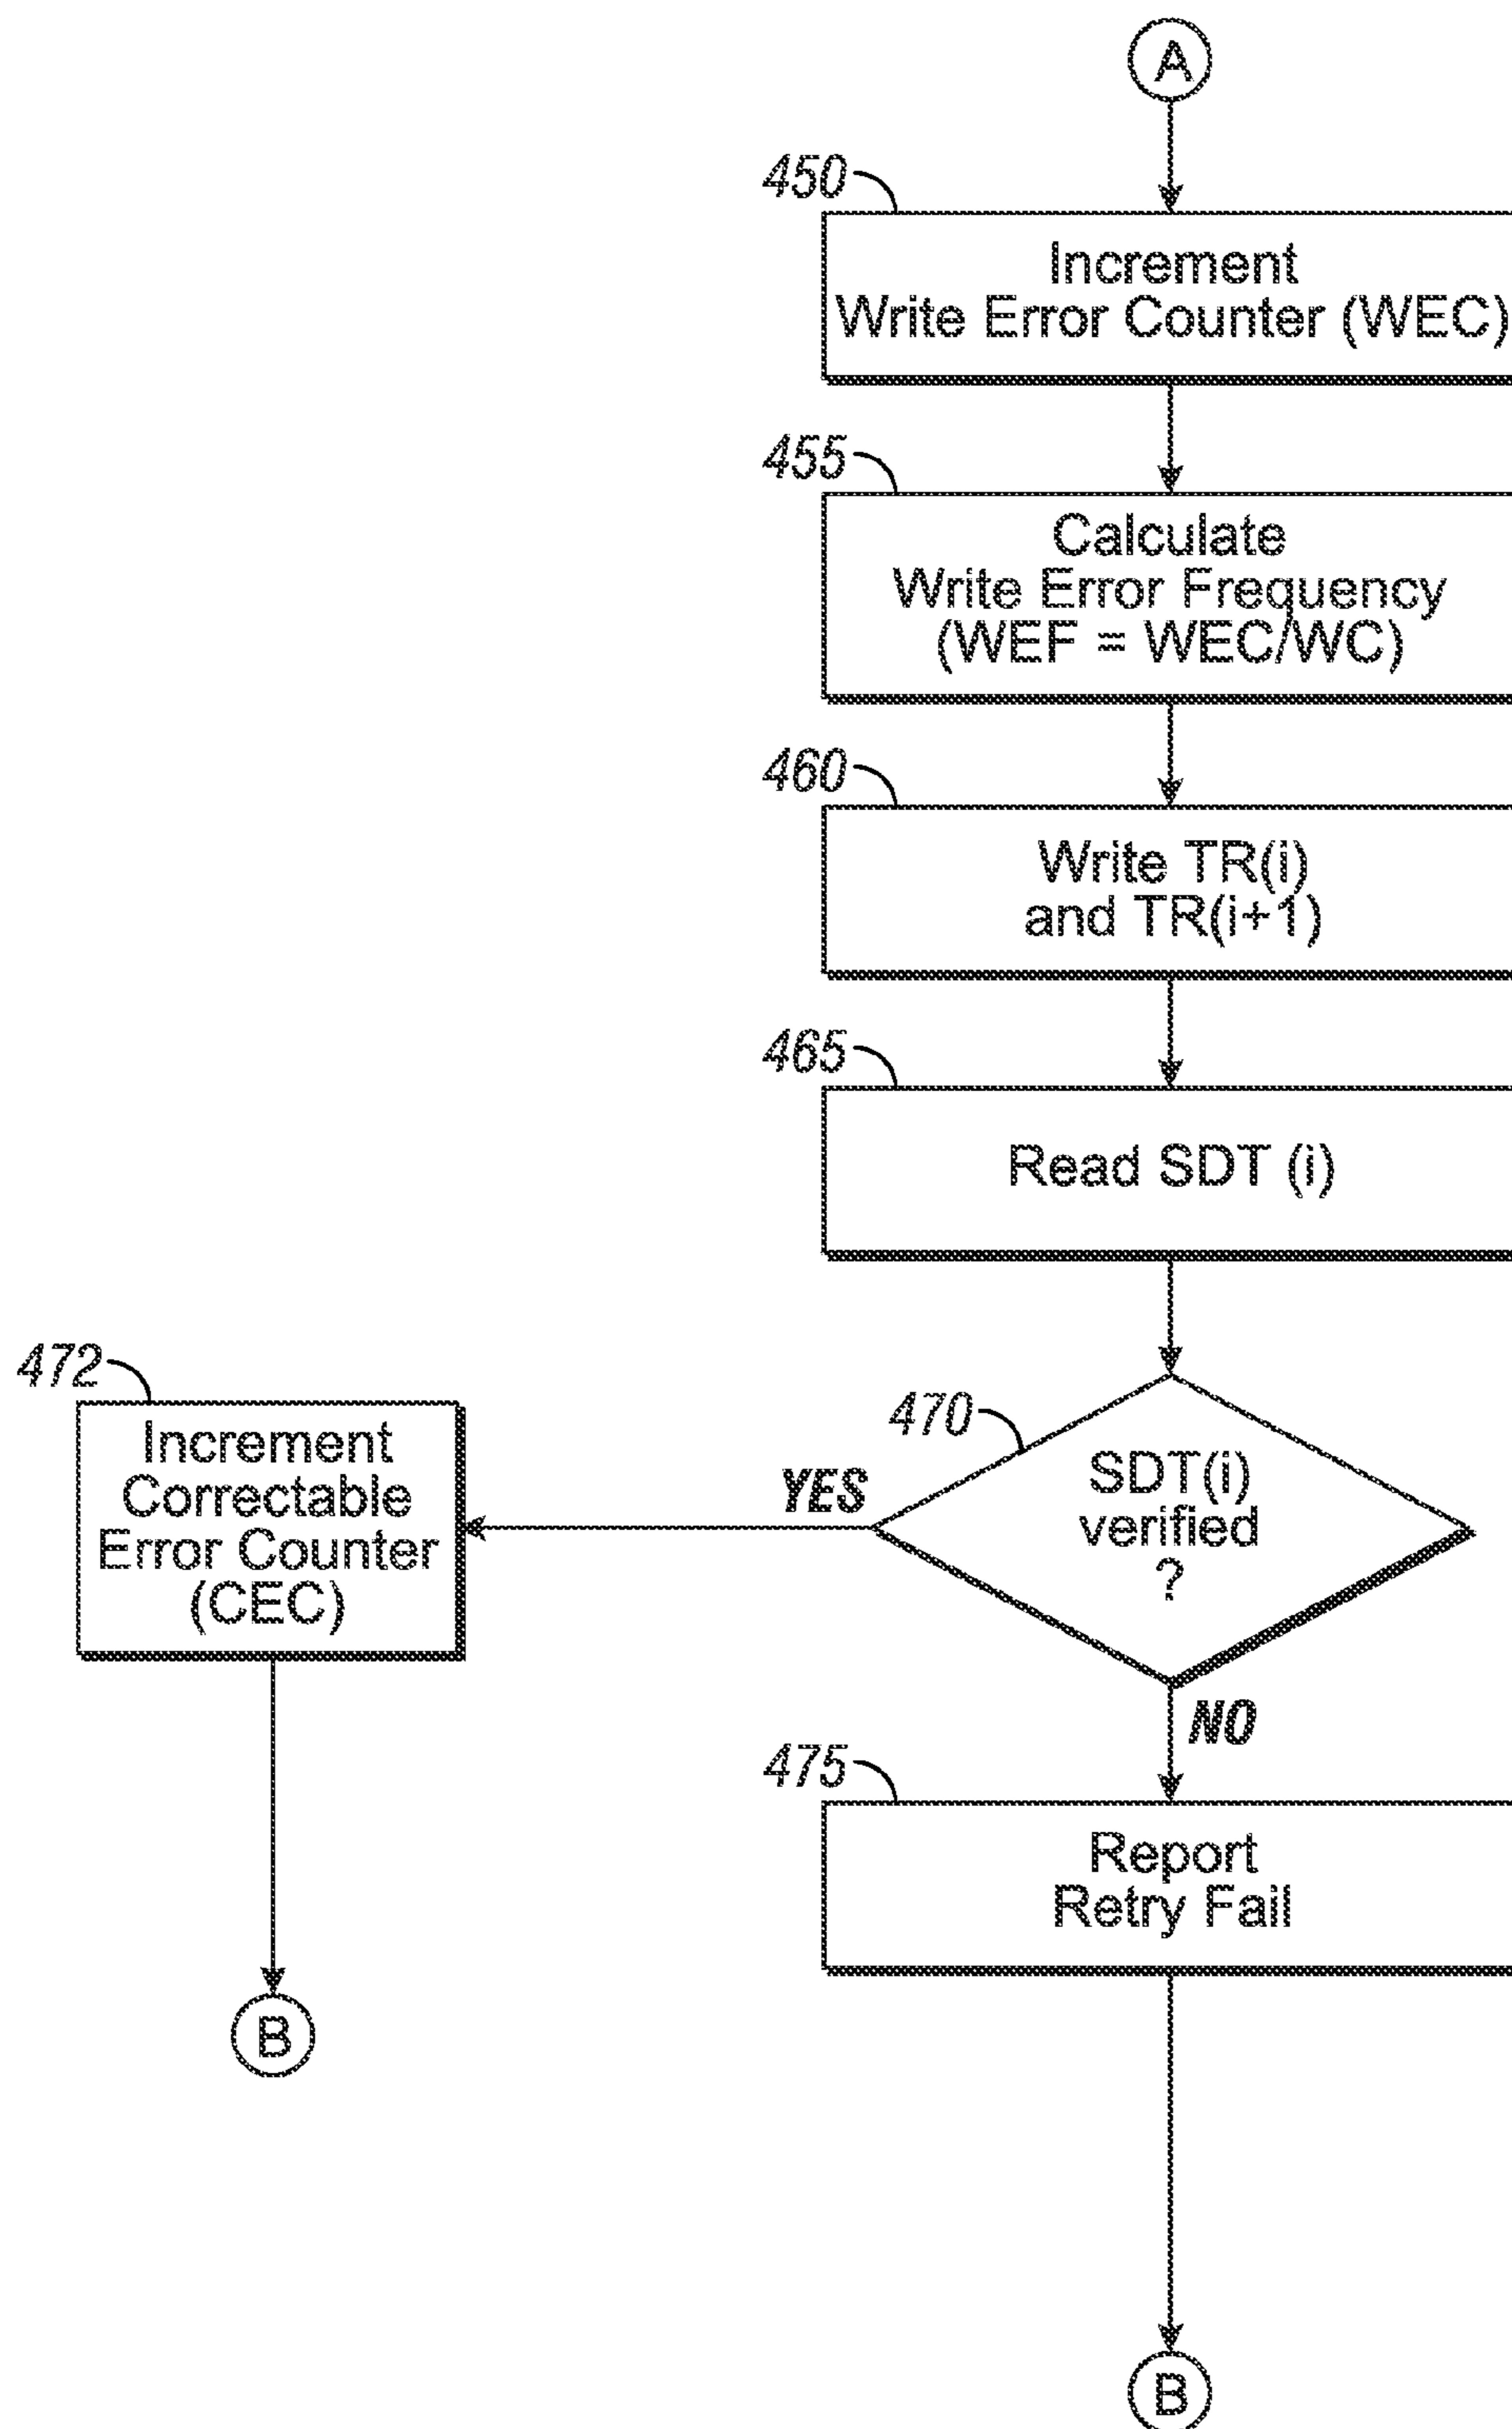 A
450
Increment
Write Error Counter (WEC)
455
Calculate
Write Error Frequency
(WEF = WEC/WC)
460
Write TR(i)
and TR(i+1)
465
Read SDT (i)
470
SDT(i)
verified
?
YES
472
Increment
Correctable
Error Counter
(CEC)
NO
475
Report
Retry Fail
B
B